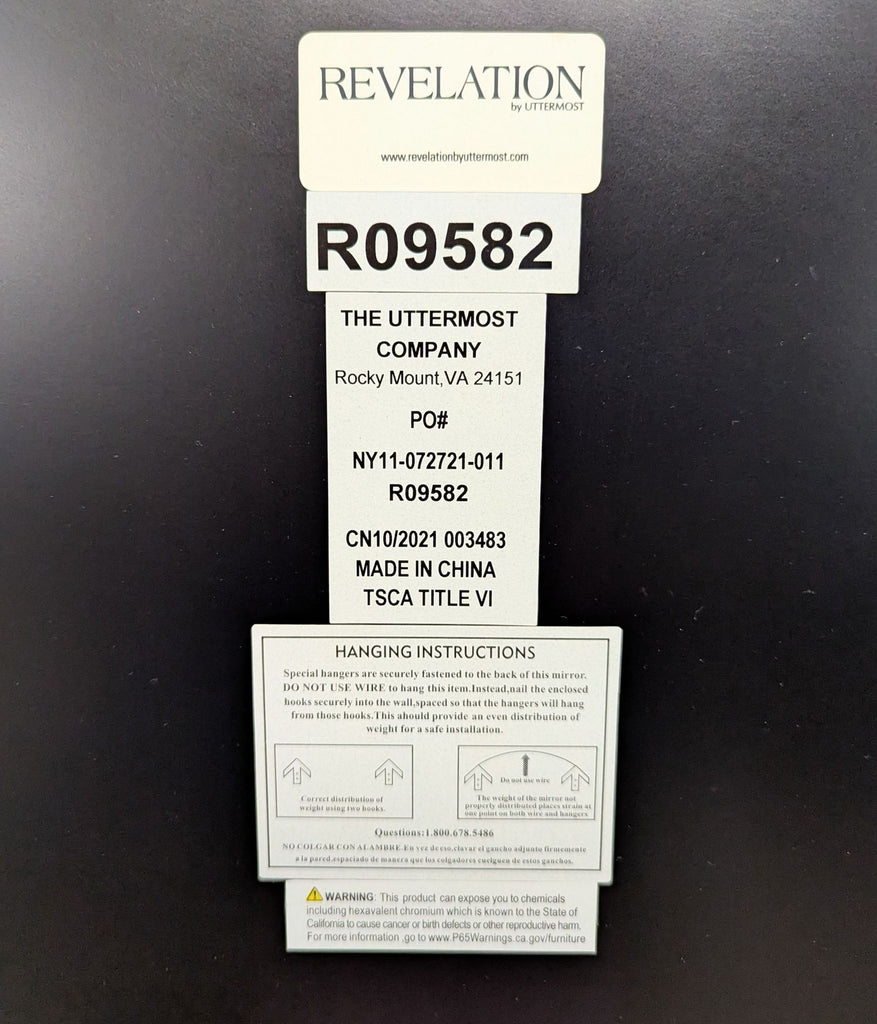 REVELATION
by UTTERMOST
www.revelationbyuttermost.com
R09582
THE UTTERMOST
COMPANY
Rocky Mount,VA 24151
PO#
NY11-072721-011
R09582
CN10/2021 003483
MADE IN CHINA
TSCA TITLE VI
HANGING INSTRUCTIONS
Special hangers are securely fastened to the back of this mirror.
DO NOT USE WIRE to hang this item.Instead,nail the enclosed
hooks securely into the wall,spaced so that the hangers will hang
from those hooks.This ahould provide an even distribution of
weight for a safe installation.
Correct distribution of
weight using two hooks.
Do not use wire
The weight of the mirror not
properly distributed places strain at
one point on both wire and hangers
Questions:1.800.678.5486
NO COLGAR CON ALAMBRE.En vez de eso,clavar el gancho adjunto firmemente
a la pared,espaciado de manera que los colgadores cuelguen de estos ganchos.
WARNING: This product can expose you to chemicals
including hexavalent chromium which is known to the State of
California to cause cancer or birth defects or other reproductive harm.
For more information ,go to www.P65Warnings.ca.gov/furniture